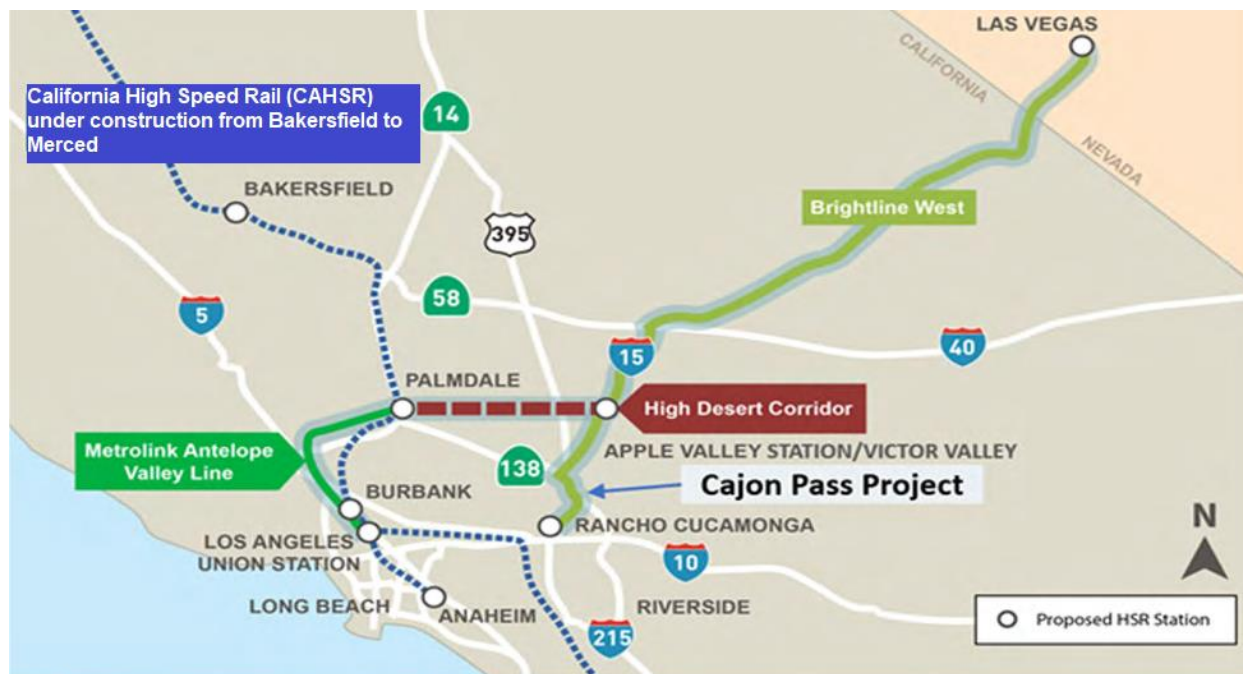 LAS VEGAS
CALIFORNIA
NEVADA
California High Speed Rail (CAHSR)
under construction from Bakersfield to
Merced
14
BAKERSFIELD
395
Brightline West
58
5
15
40
PALMDALE
High Desert Corridor
Metrolink Antelope
Valley Line
138
APPLE VALLEY STATION/VICTOR VALLEY
Cajon Pass Project
BURBANK
RANCHO CUCAMONGA
LOS ANGELES
UNION STATION
10
N
LONG BEACH
ANAHEIM
RIVERSIDE
215
Proposed HSR Station